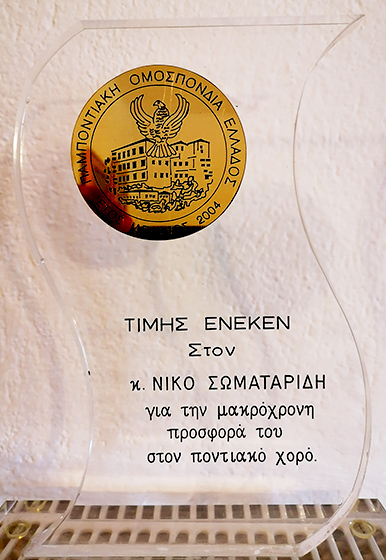 ΠΑΜΠΟΝΤΙΑΚΗ ΟΜΟΣΠΟΝΔΙΑ ΕΛΛΑΔΟΣ
2004
ΤΙΜΗΣ ΕΝΕΚΕΝ
Στον
κ. ΝΙΚΟ ΣΩΜΑΤΑΡΙΔΗ
για την μακρόχρονη
προσφορά του
στον ποντιακό χορό.